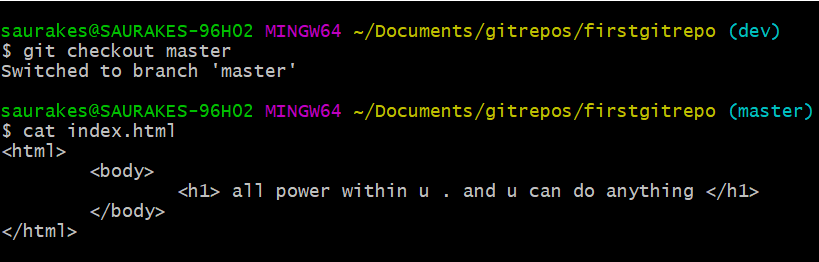 saurakes@SAURAKES-96H02 MINGW64 ~/Documents/gitrepos/firstgitrepo (dev)
$ git checkout master
Switched to branch 'master'
saurakes@SAURAKES-96H02 MINGW64 ~/Documents/gitrepos/firstgitrepo (master)
$ cat index.html
<html>
        <body>
                <h1> all power within u . and u can do anything </h1>
        </body>
</html>